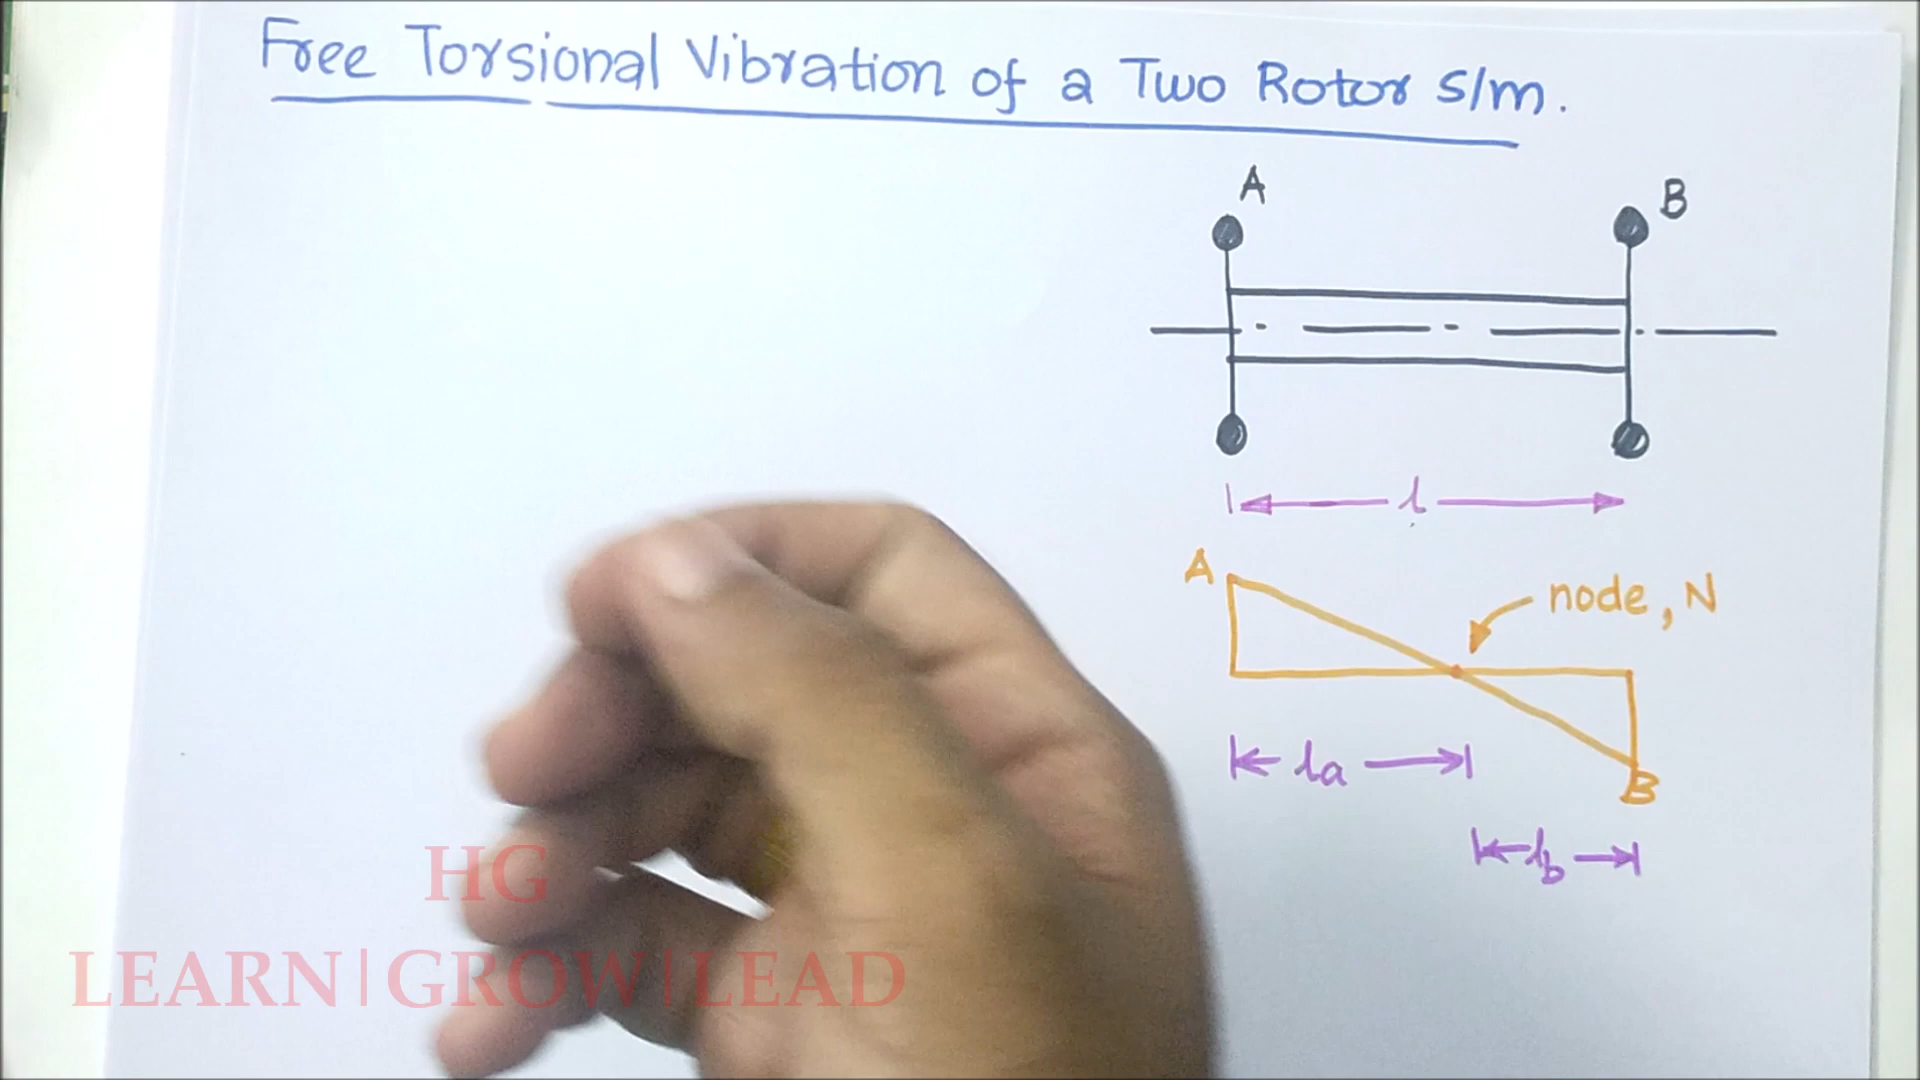 Free Torsional Vibration of a Two Rotor S/m.
A
B
l
A
node, N
la
B
lb
HG
LEARN|GROW|LEAD